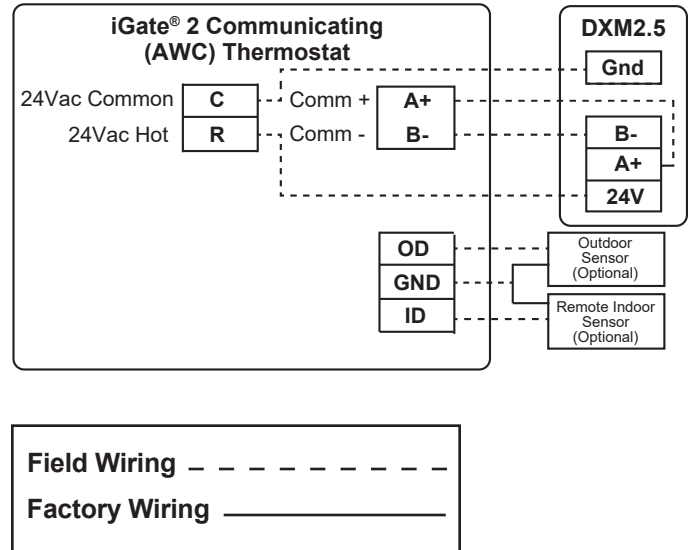 iGate® 2 Communicating
(AWC) Thermostat
DXM2.5
Gnd
24Vac Common C Comm + A+
24Vac Hot R Comm - B-
B-
A+
24V
OD
GND
ID
Outdoor
Sensor
(Optional)
Remote Indoor
Sensor
(Optional)
Field Wiring
Factory Wiring